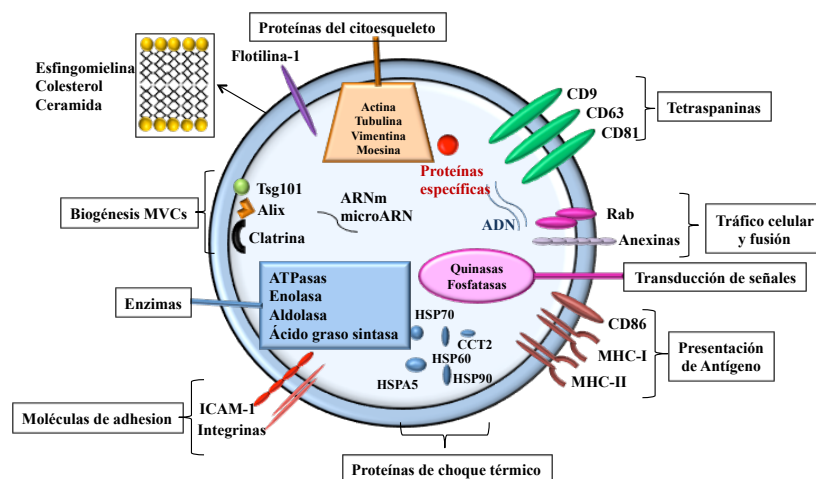 Proteínas del citoesqueleto
Esfingomielina
Colesterol
Ceramida
Flotilina-1
Actina
Tubulina
Vimentina
Moesina
CD9
CD63
CD81
Tetraspaninas
Proteínas
específicas
Biogénesis MVCs
Tsg101
Alix
Clatrina
ARNm
microARN
ADN
Rab
Anexinas
Tráfico celular
y fusión
Enzimas
ATPasas
Enolasa
Aldolasa
Ácido graso sintasa
Quinasas
Fosfatasas
Transducción de señales
HSP70
CCT2
HSP60
HSPA5
HSP90
CD86
MHC-I
MHC-II
Presentación
de Antígeno
Moléculas de adhesion
ICAM-1
Integrinas
Proteínas de choque térmico